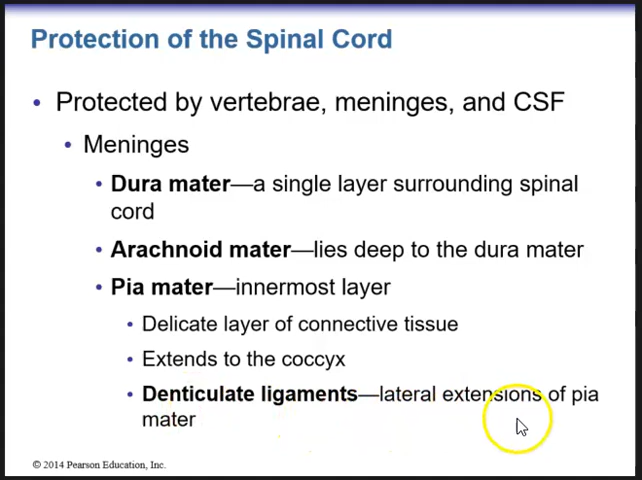 Protection of the Spinal Cord
• Protected by vertebrae, meninges, and CSF
• Meninges
• Dura mater—a single layer surrounding spinal
cord
• Arachnoid mater—lies deep to the dura mater
• Pia mater—innermost layer
• Delicate layer of connective tissue
• Extends to the coccyx
• Denticulate ligaments—lateral extensions of pia
mater
© 2014 Pearson Education, Inc.